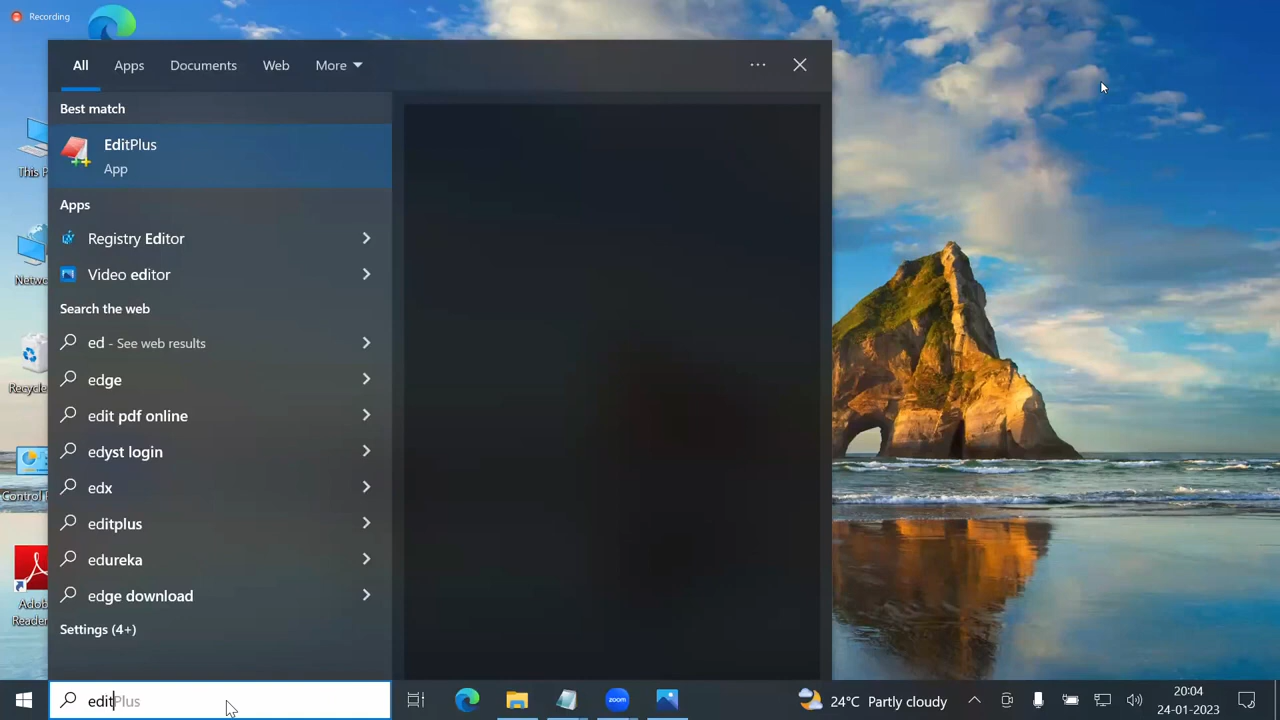 Recording
All Apps Documents Web More
Best match
EditPlus
App
Apps
Registry Editor
Video editor
Search the web
ed - See web results
edge
edit pdf online
edyst login
edx
editplus
edureka
edge download
Settings (4+)
editPlus
This P
Netwo
Recycle
Control
Adob
Reader
zoom
24°C Partly cloudy
20:04
24-01-2023